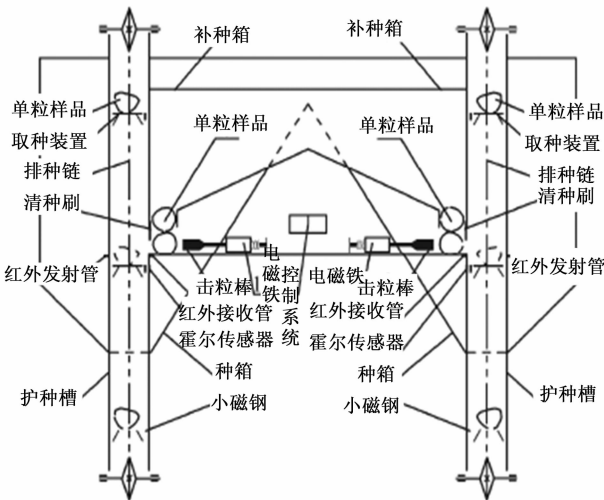 补种箱
补种箱
单粒样品
单粒样品
单粒样品
单粒样品
取种装置
取种装置
排种链
排种链
清种刷
清种刷
红外发射管
红外发射管
电磁铁
控制系统
电磁铁
击粒棒
击粒棒
红外接收管
红外接收管
霍尔传感器
霍尔传感器
种箱
种箱
护种槽
护种槽
小磁钢
小磁钢